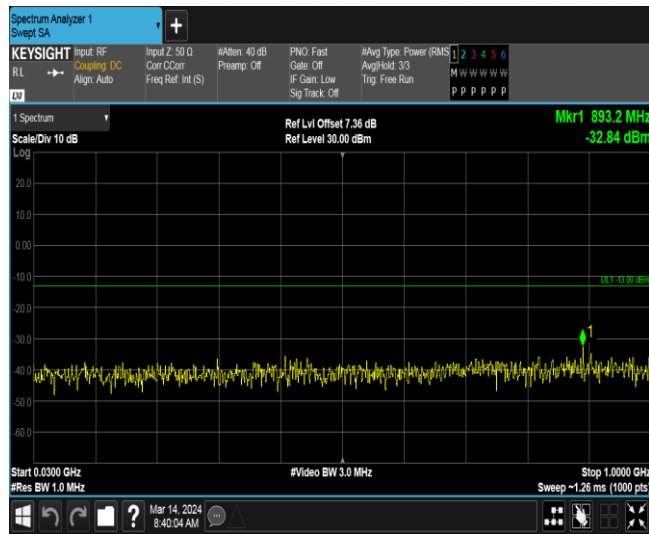 Spectrum Analyzer 1
Swept SA
+
KEYSIGHT
RL
LXI
Input: RF
Coupling: DC
Align: Auto
Input Z: 50 Ω
Corr CCorr
Freq Ref: Int (S)
#Atten: 40 dB
Preamp: Off
PNO: Fast
Gate: Off
IF Gain: Low
Sig Track: Off
#Avg Type: Power (RMS
Avg|Hold: 3/3
Trig: Free Run
1 2 3 4 5 6
M W W W W W
P P P P P P
1 Spectrum
Scale/Div 10 dB
Log
Ref Lvl Offset 7.36 dB
Ref Level 30.00 dBm
Mkr1 893.2 MHz
-32.84 dBm
20.0
10.0
0.00
-10.0
DL1 -13.00 dBm
-20.0
-30.0
1
-40.0
-50.0
-60.0
Start 0.0300 GHz
#Video BW 3.0 MHz
Stop 1.0000 GHz
#Res BW 1.0 MHz
Sweep ~1.26 ms (1000 pts)
?
Mar 14, 2024
8:40:04 AM